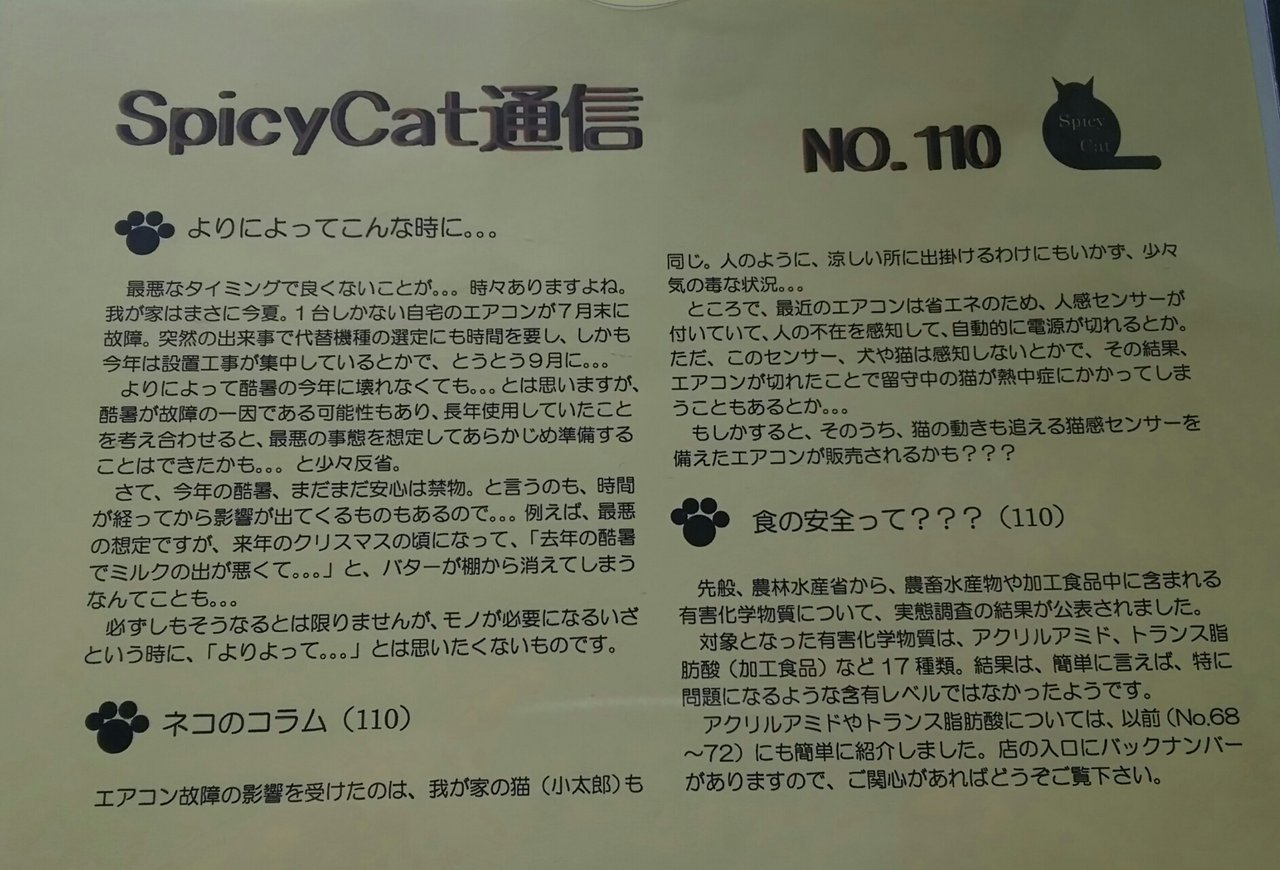 SpicyCat通信
NO.110
Spicy
Cat
よりによってこんな時に。。。
最悪なタイミングで良くないことが。。。時々ありますよね。
我が家はまさに今夏。1台しかない自宅のエアコンが7月末に
故障。突然の出来事で代替機種の選定にも時間を要し、しかも
今年は設置工事が集中しているとかで、とうとう9月に。。。
よりによって酷暑の今年に壊れなくても。。。とは思いますが、
酷暑が故障の一因である可能性もあり、長年使用していたこと
を考え合わせると、最悪の事態を想定してあらかじめ準備する
ことはできたかも。。。と少々反省。
さて、今年の酷暑、まだまだ安心は禁物。と言うのも、時間
が経ってから影響が出てくるものもあるので。。。例えば、最悪
の想定ですが、来年のクリスマスの頃になって、「去年の酷暑
でミルクの出が悪くて。。。」と、バターが棚から消えてしまう
なんてことも。。。
必ずしもそうなるとは限りませんが、モノが必要になるいざ
という時に、「よりよって。。。」とは思いたくないものです。
ネコのコラム（110）
エアコン故障の影響を受けたのは、我が家の猫（小太郎）も
同じ。人のように、涼しい所に出掛けるわけにもいかず、少々
気の毒な状況。。。
ところで、最近のエアコンは省エネのため、人感センサーが
付いていて、人の不在を感知して、自動的に電源が切れるとか。
ただ、このセンサー、犬や猫は感知しないとかで、その結果、
エアコンが切れたことで留守中の猫が熱中症にかかってしま
うこともあるとか。。。
もしかすると、そのうち、猫の動きも追える猫感センサーを
備えたエアコンが販売されるかも？？？
食の安全って？？？（110）
先般、農林水産省から、農畜水産物や加工食品中に含まれる
有害化学物質について、実態調査の結果が公表されました。
対象となった有害化学物質は、アクリルアミド、トランス脂
肪酸（加工食品）など17種類。結果は、簡単に言えば、特に
問題になるような含有レベルではなかったようです。
アクリルアミドやトランス脂肪酸については、以前（No.68
～72）にも簡単に紹介しました。店の入口にバックナンバー
がありますので、ご関心があればどうぞご覧下さい。